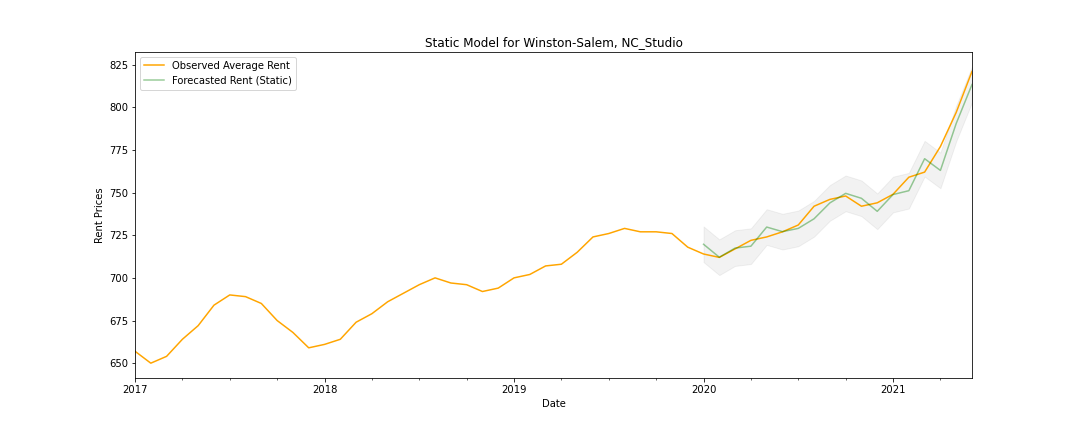 Static Model for Winston-Salem, NC_Studio
Observed Average Rent
Forecasted Rent (Static)
825
800
775
750
725
700
675
650
Rent Prices
2017
2018
2019
2020
2021
Date